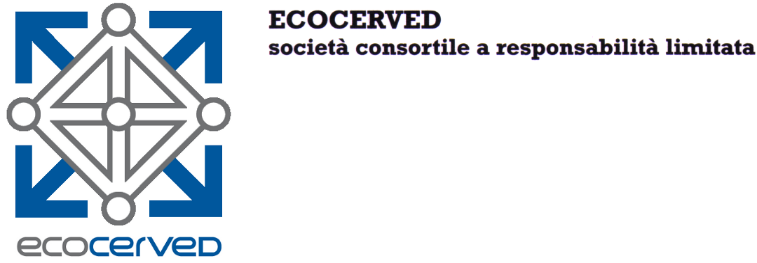 ECOCERVED
società consortile a responsabilità limitata
ecocerved